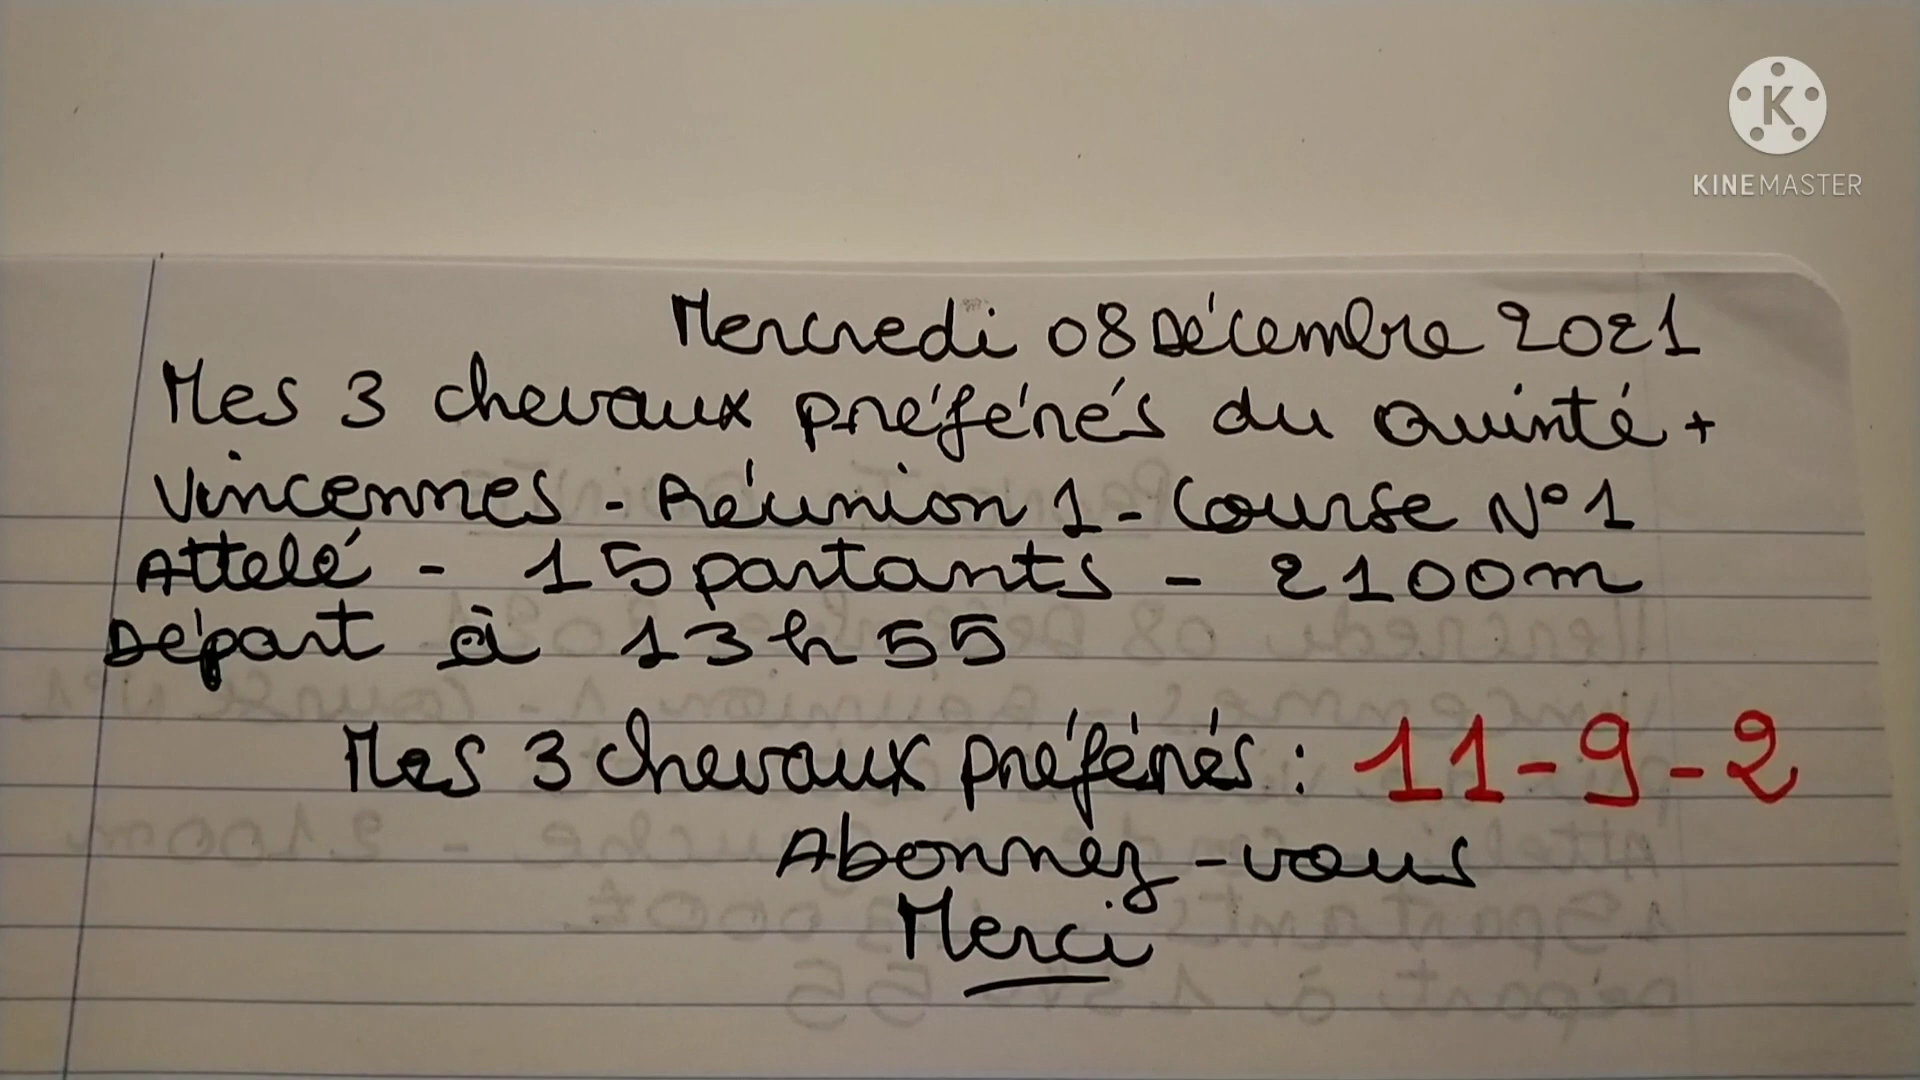 K
KINEMASTER
Mercredi 08 Décembre 2021
Mes 3 chevaux préférés du Quinté +
Vincennes - Réunion 1 - Course N°1
Attelé - 15 partants - 2100m
Départ à 13h55
Mes 3 chevaux préférés : 11-9-2
Abonnez-vous
Merci